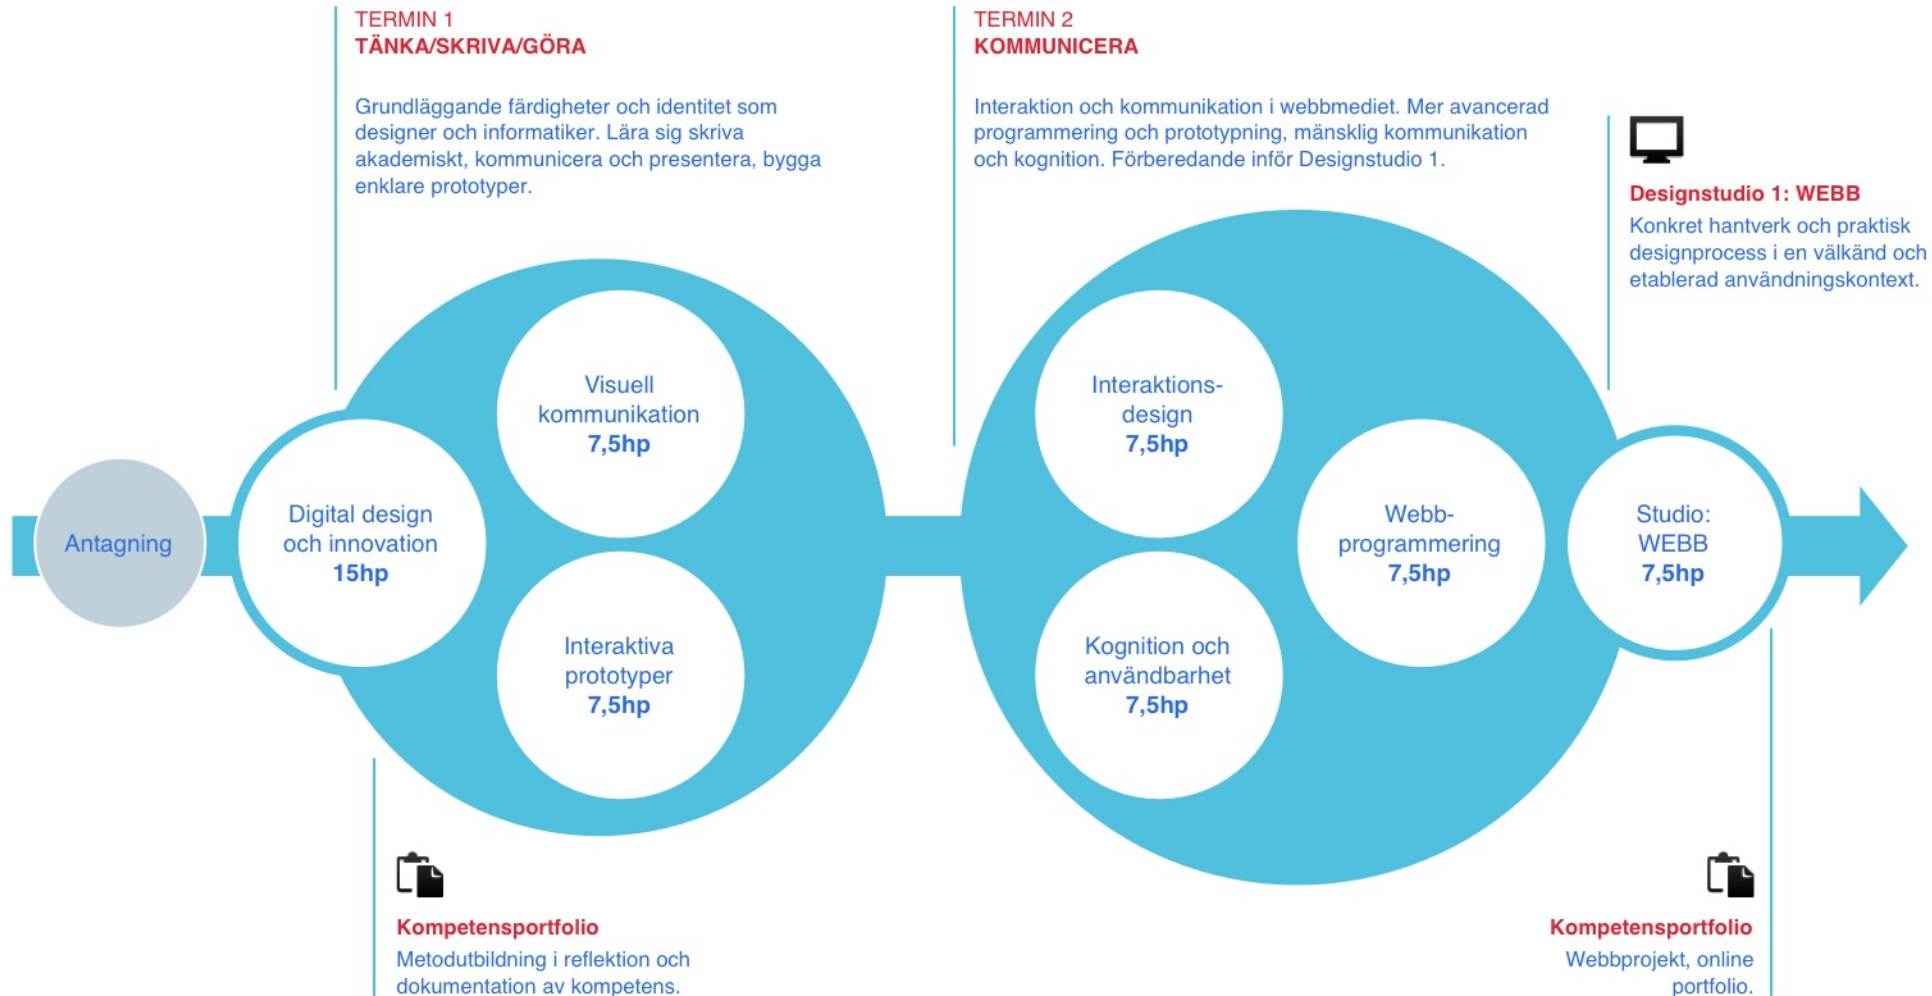 TERMIN 1
TÄNKA/SKRIVA/GÖRA
Grundläggande färdigheter och identitet som
designer och informatiker. Lära sig skriva
akademiskt, kommunicera och presentera, bygga
enklare prototyper.
TERMIN 2
KOMMUNICERA
Interaktion och kommunikation i webbmediet. Mer avancerad
programmering och prototypning, mänsklig kommunikation
och kognition. Förberedande inför Designstudio 1.
Designstudio 1: WEBB
Konkret hantverk och praktisk
designprocess i en välkänd och
etablerad användningskontext.
Antagning
Digital design
och innovation
15hp
Visuell
kommunikation
7,5hp
Interaktiva
prototyper
7,5hp
Interaktions-
design
7,5hp
Kognition och
användbarhet
7,5hp
Webb-
programmering
7,5hp
Studio:
WEBB
7,5hp
Kompetensportfolio
Metodutbildning i reflektion och
dokumentation av kompetens.
Kompetensportfolio
Webbprojekt, online
portfolio.